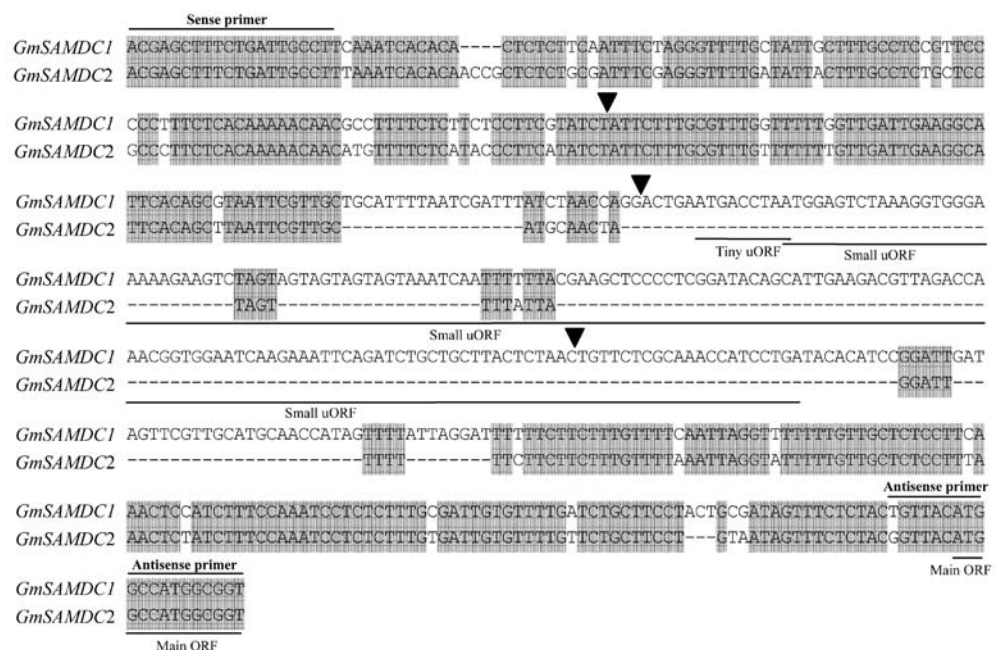 Sense primer
GmSAMDC1 ACGAGCTTTCTGATTGCCTTCAAATCACACA----CTCTCTTCAATTTCTAGGGTTTTGCTATTGCTTTGCCTCCGTTCC
GmSAMDC2 ACGAGCTTTCTGATTGCCTTTAAATCACACAACCGCTCTCTGCGATTTCGAGGGTTTTGATATTACTTTGCCTCTGCTCC
GmSAMDC1 CCCTTTCTCACAAAAACAACGCCTTTTCTCTTCTCCTTCGTATCTATTCTTTGCGTTTGGTTTTTGGTTGATTGAAGGCA
GmSAMDC2 GCCCTTCTCACAAAAACAACATGTTTTCTCATACCCTTCATATCTATTCTTTGCGTTTGTTTTTTTGTTGATTGAAGGCA
GmSAMDC1 TTCACAGCGTAATTCGTTGCTGCATTTTAATCGATTTATCTAACCAGGACTGAATGACCTAATGGAGTCTAAAGGTGGGA
GmSAMDC2 TTCACAGCTTAATTCGTTGC-----------------ATGCAACTA----------------------------------
Tiny uORF Small uORF
GmSAMDC1 AAAAGAAGTCTAGTAGTAGTAGTAGTAAATCAATTTTTTACGAAGCTCCCCTCGGATACAGCATTGAAGACGTTAGACCA
GmSAMDC2 ----------TAGT-------------------TTTATTA----------------------------------------
Small uORF
GmSAMDC1 AACGGTGGAATCAAGAAATTCAGATCTGCTGCTTACTCTAACTGTTCTCGCAAACCATCCTGATACACATCCGGATTGAT
GmSAMDC2 ------------------------------------------------------------------------GGATT---
Small uORF
GmSAMDC1 AGTTCGTTGCATGCAACCATAGTTTTATTAGGATTTTTTCTTCTTTGTTTTCAATTAGGTTTTTTTGTTGCTCTCCTTCA
GmSAMDC2 ----------------------TTTT--------TTCTTCTTCTTTGTTTTAAATTAGGTATTTTTGTTGCTCTCCTTTA
Antisense primer
GmSAMDC1 AACTCCATCTTTCCAAATCCTCTCTTTGCGATTGTGTTTTGATCTGCTTCCTACTGCGATAGTTTCTCTACTGTTACATG
GmSAMDC2 AACTCTATCTTTCCAAATCCTCTCTTTGTGATTGTGTTTTGTTCTGCTTCCT---GTAATAGTTTCTCTACGGTTACATG
Antisense primer Main ORF
GmSAMDC1 GCCATGGCGGT
GmSAMDC2 GCCATGGCGGT
Main ORF